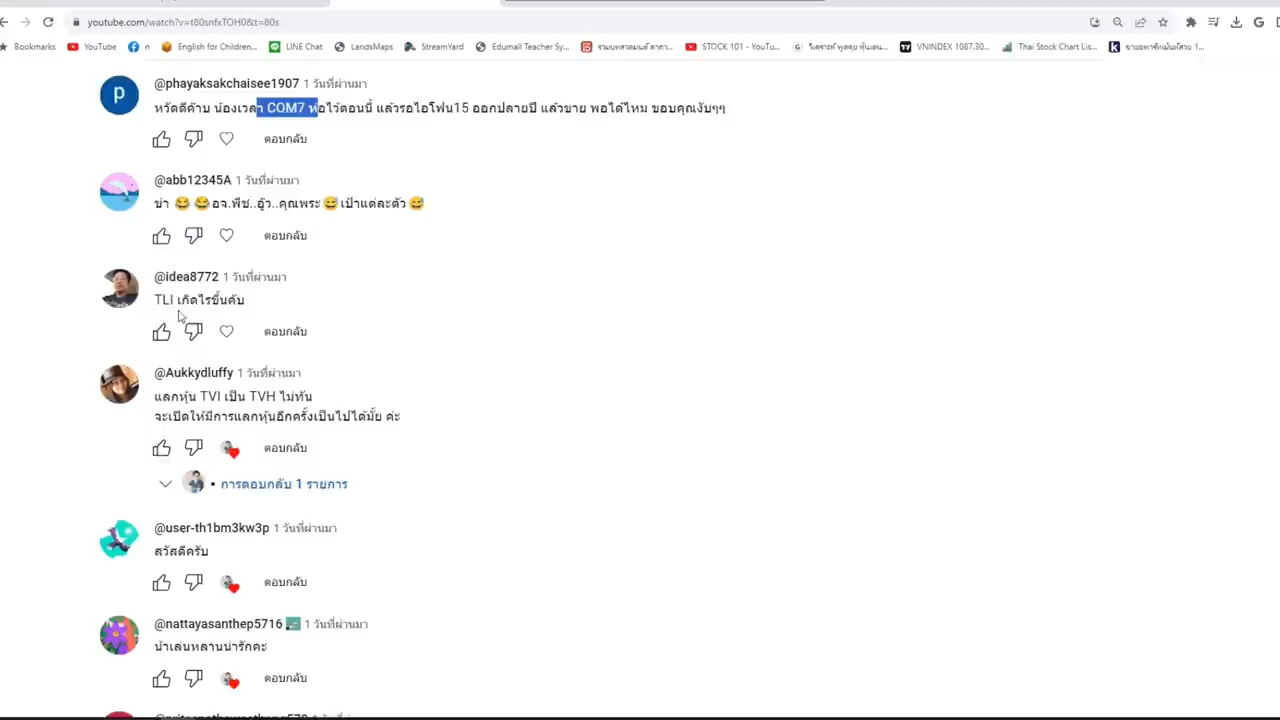 youtube.com/watch?v=t80snfxTOH0&t=80s
Bookmarks YouTube n English for Children... LINE Chat LandsMaps StreamYard Edumall Teacher Sy... STOCK 101 - YouTu... VNINDEX 1087.30... Thai Stock Chart Lis...
@phayaksakchaisee1907 1 วันที่ผ่านมา
หวัดดีค๊าบ น้องเวลา COM7 ห่อไว้ตอนนี้ แล้วรอไอโฟน15 ออกปลายปี แล้วขาย พอได้ไหม ขอบคุณงับๆๆ
ตอบกลับ
@abb12345A 1 วันที่ผ่านมา
ขำ 😂 😂 อจ.พีช..อู๊ว..คุณพระ 😅 เป้าแต่ละตัว 😅
ตอบกลับ
@idea8772 1 วันที่ผ่านมา
TLI เกิดไรขึ้นคับ
ตอบกลับ
@Aukkydluffy 1 วันที่ผ่านมา
แลกหุ้น TVI เป็น TVH ไม่ทัน
จะเปิดให้มีการแลกหุ้นอีกครั้งเป็นไปได้มั้ย ค่ะ
ตอบกลับ
• การตอบกลับ 1 รายการ
@user-th1bm3kw3p 1 วันที่ผ่านมา
สวัสดีครับ
ตอบกลับ
@nattayasanthep5716 1 วันที่ผ่านมา
น้าเล่นหลานน่ารักคะ
ตอบกลับ